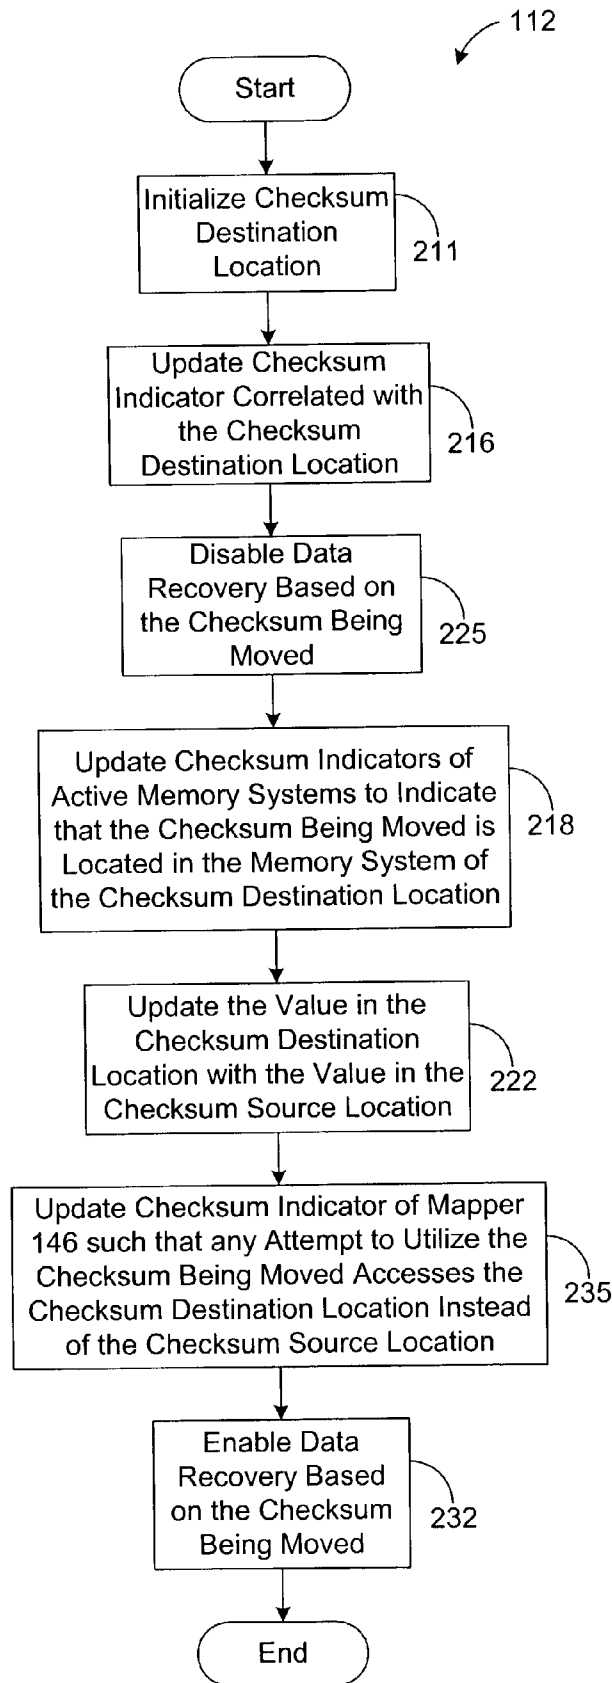 112
Start
Initialize Checksum
Destination
Location
211
Update Checksum
Indicator Correlated with
the Checksum
Destination Location
216
Disable Data
Recovery Based on
the Checksum Being
Moved
225
Update Checksum Indicators of
Active Memory Systems to Indicate
that the Checksum Being Moved is
Located in the Memory System of
the Checksum Destination Location
218
Update the Value in the
Checksum Destination
Location with the Value in the
Checksum Source Location
222
Update Checksum Indicator of Mapper
146 such that any Attempt to Utilize the
Checksum Being Moved Accesses the
Checksum Destination Location Instead
of the Checksum Source Location
235
Enable Data
Recovery Based
on the Checksum
Being Moved
232
End